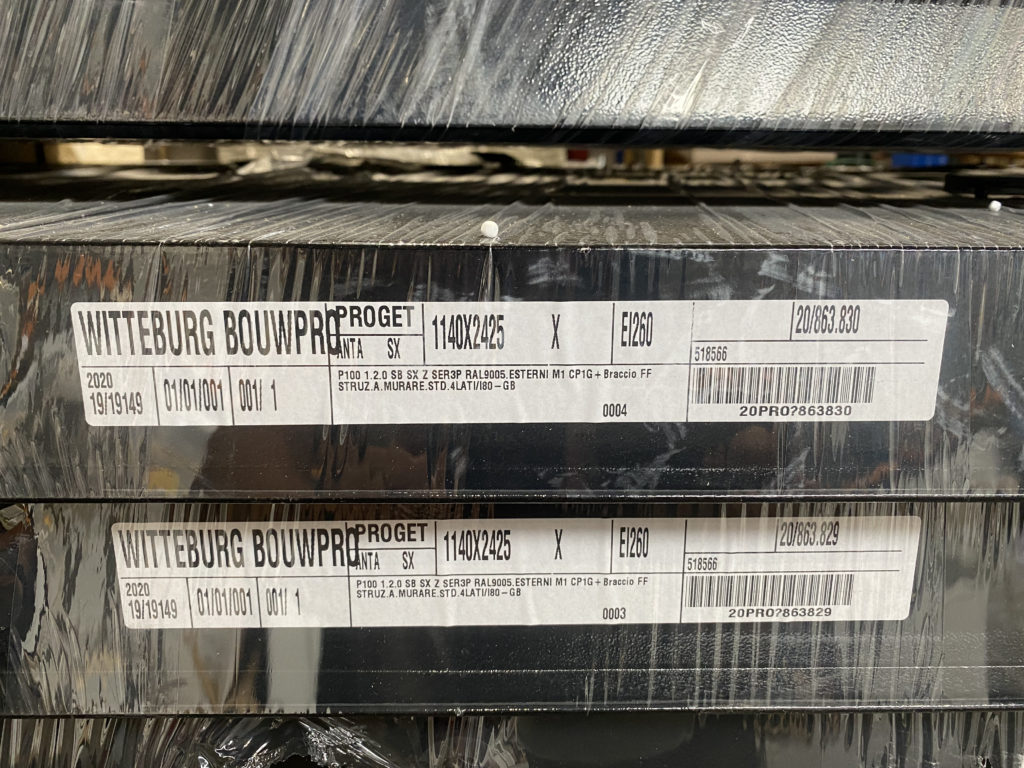 WITTEBURG BOUWPRO
PROGET
ANTA SX
1140X2425 X
EI260
20/863.830
518566
2020
19/19149
01/01/001
001/ 1
P100 1.2.0 SB SX Z SER3P RAL9005.ESTERNI M1 CP1G+Braccio FF
STRUZ.A.MURARE.STD.4LATI/I80-GB
0004
20PRO?863830
WITTEBURG BOUWPRO
PROGET
ANTA SX
1140X2425 X
EI260
20/863.829
518566
2020
19/19149
01/01/001
001/ 1
P100 1.2.0 SB SX Z SER3P RAL9005.ESTERNI M1 CP1G+Braccio FF
STRUZ.A.MURARE.STD.4LATI/I80-GB
0003
20PRO?863829